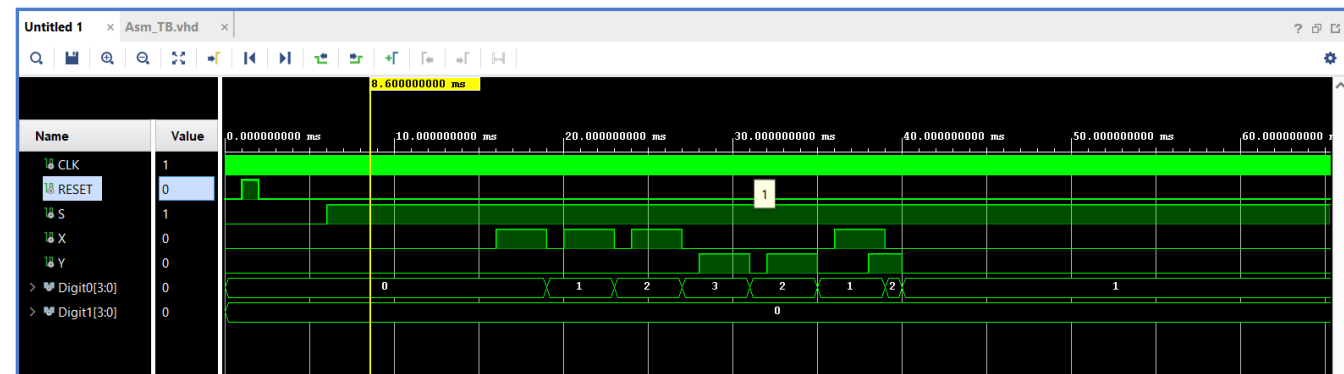 Untitled 1 × Asm_TB.vhd ×
?
8.600000000 ms
Name Value
0.000000000 ms 10.000000000 ms 20.000000000 ms 30.000000000 ms 40.000000000 ms 50.000000000 ms 60.000000000
CLK 1
RESET 0 1
S 1
X 0
Y 0
> Digit0[3:0] 0 0 1 2 3 2 1 2 1
> Digit1[3:0] 0 0